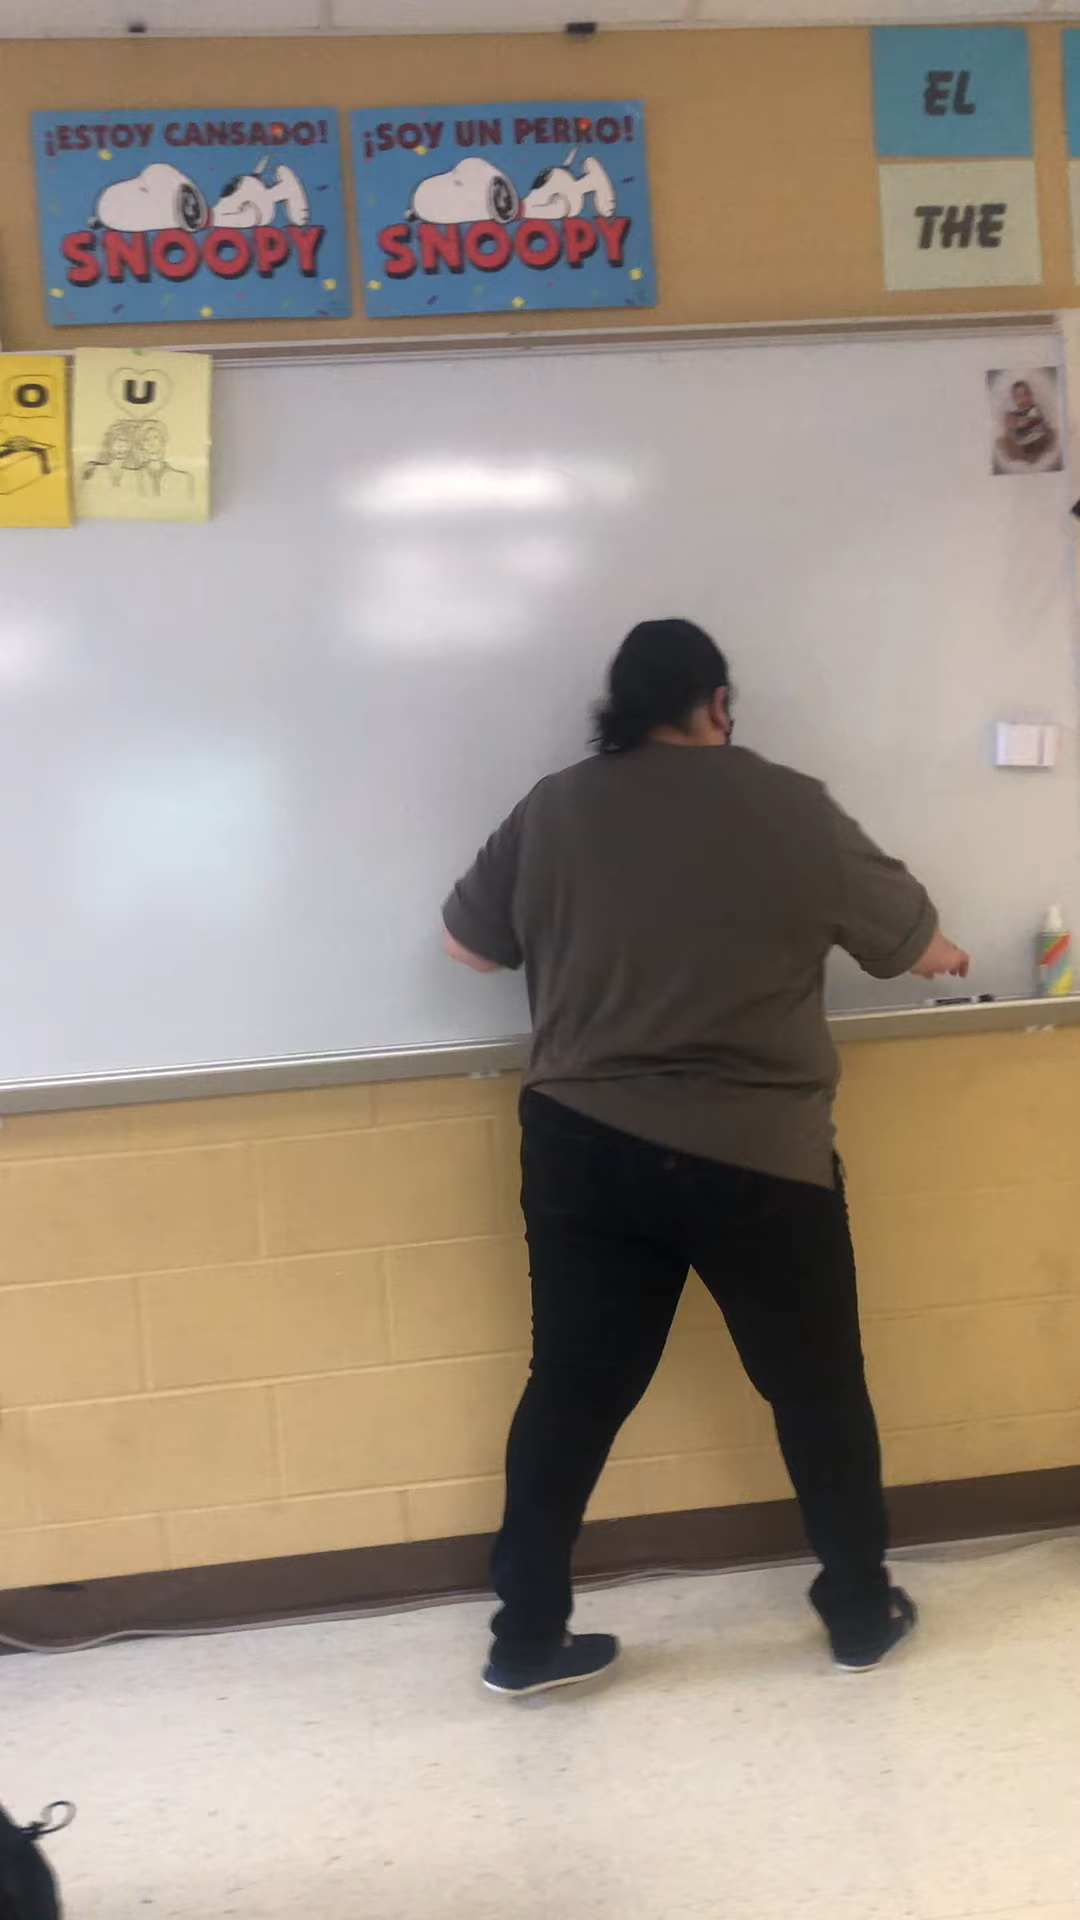 ¡ESTOY CANSADO!
SNOOPY
¡SOY UN PERRO!
SNOOPY
EL
THE
O
U